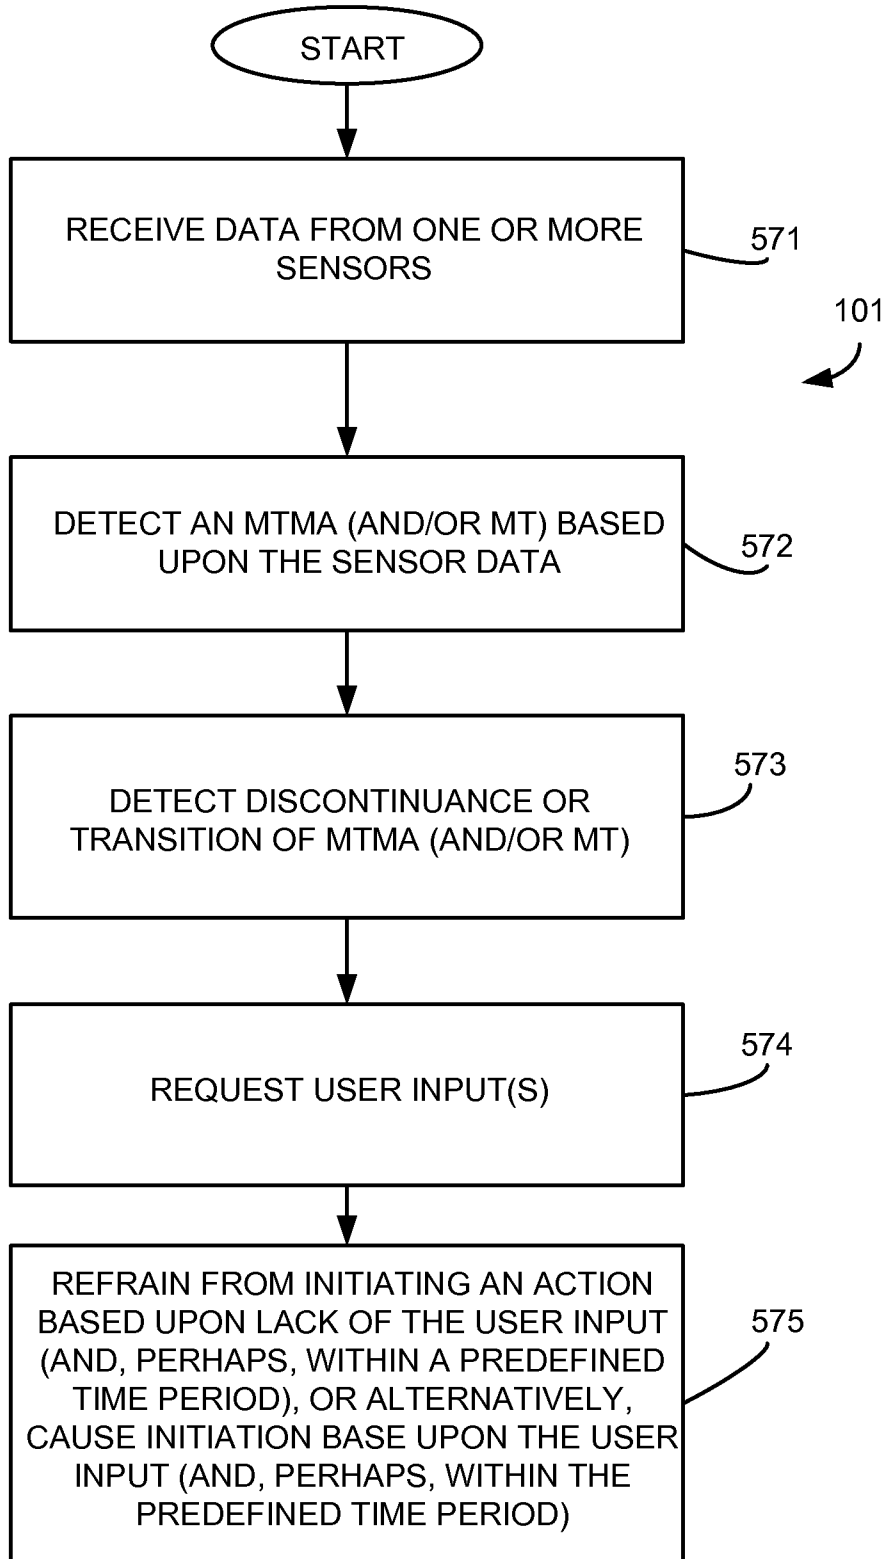 START
RECEIVE DATA FROM ONE OR MORE
SENSORS
571
101
DETECT AN MTMA (AND/OR MT) BASED
UPON THE SENSOR DATA
572
573
DETECT DISCONTINUANCE OR
TRANSITION OF MTMA (AND/OR MT)
574
REQUEST USER INPUT(S)
REFRAIN FROM INITIATING AN ACTION
BASED UPON LACK OF THE USER INPUT
(AND, PERHAPS, WITHIN A PREDEFINED
TIME PERIOD), OR ALTERNATIVELY,
CAUSE INITIATION BASE UPON THE USER
INPUT (AND, PERHAPS, WITHIN THE
PREDEFINED TIME PERIOD)
575